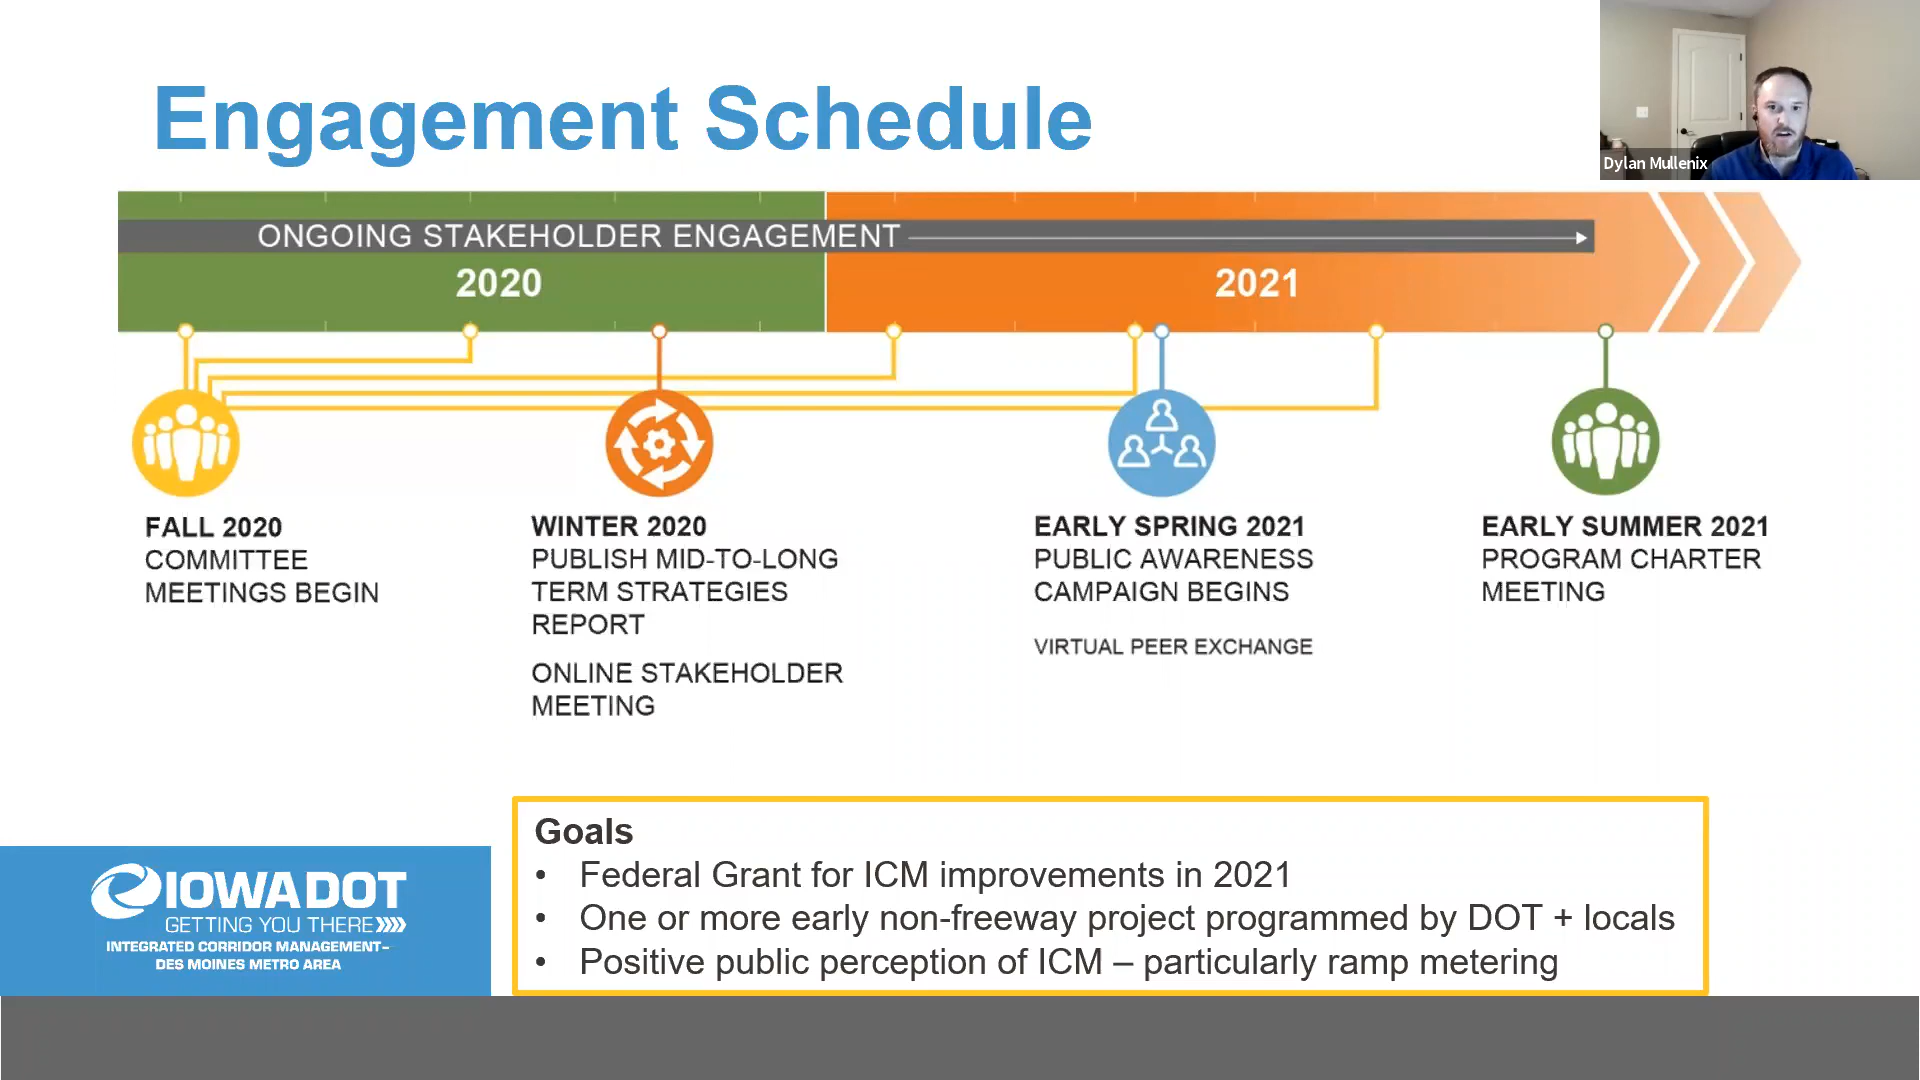 Engagement Schedule
Dylan Mullenix
ONGOING STAKEHOLDER ENGAGEMENT
2020
2021
FALL 2020
COMMITTEE
MEETINGS BEGIN
WINTER 2020
PUBLISH MID-TO-LONG
TERM STRATEGIES
REPORT
ONLINE STAKEHOLDER
MEETING
EARLY SPRING 2021
PUBLIC AWARENESS
CAMPAIGN BEGINS
VIRTUAL PEER EXCHANGE
EARLY SUMMER 2021
PROGRAM CHARTER
MEETING
Goals
• Federal Grant for ICM improvements in 2021
• One or more early non-freeway project programmed by DOT + locals
• Positive public perception of ICM – particularly ramp metering
IOWADOT
GETTING YOU THERE
INTEGRATED CORRIDOR MANAGEMENT–
DES MOINES METRO AREA